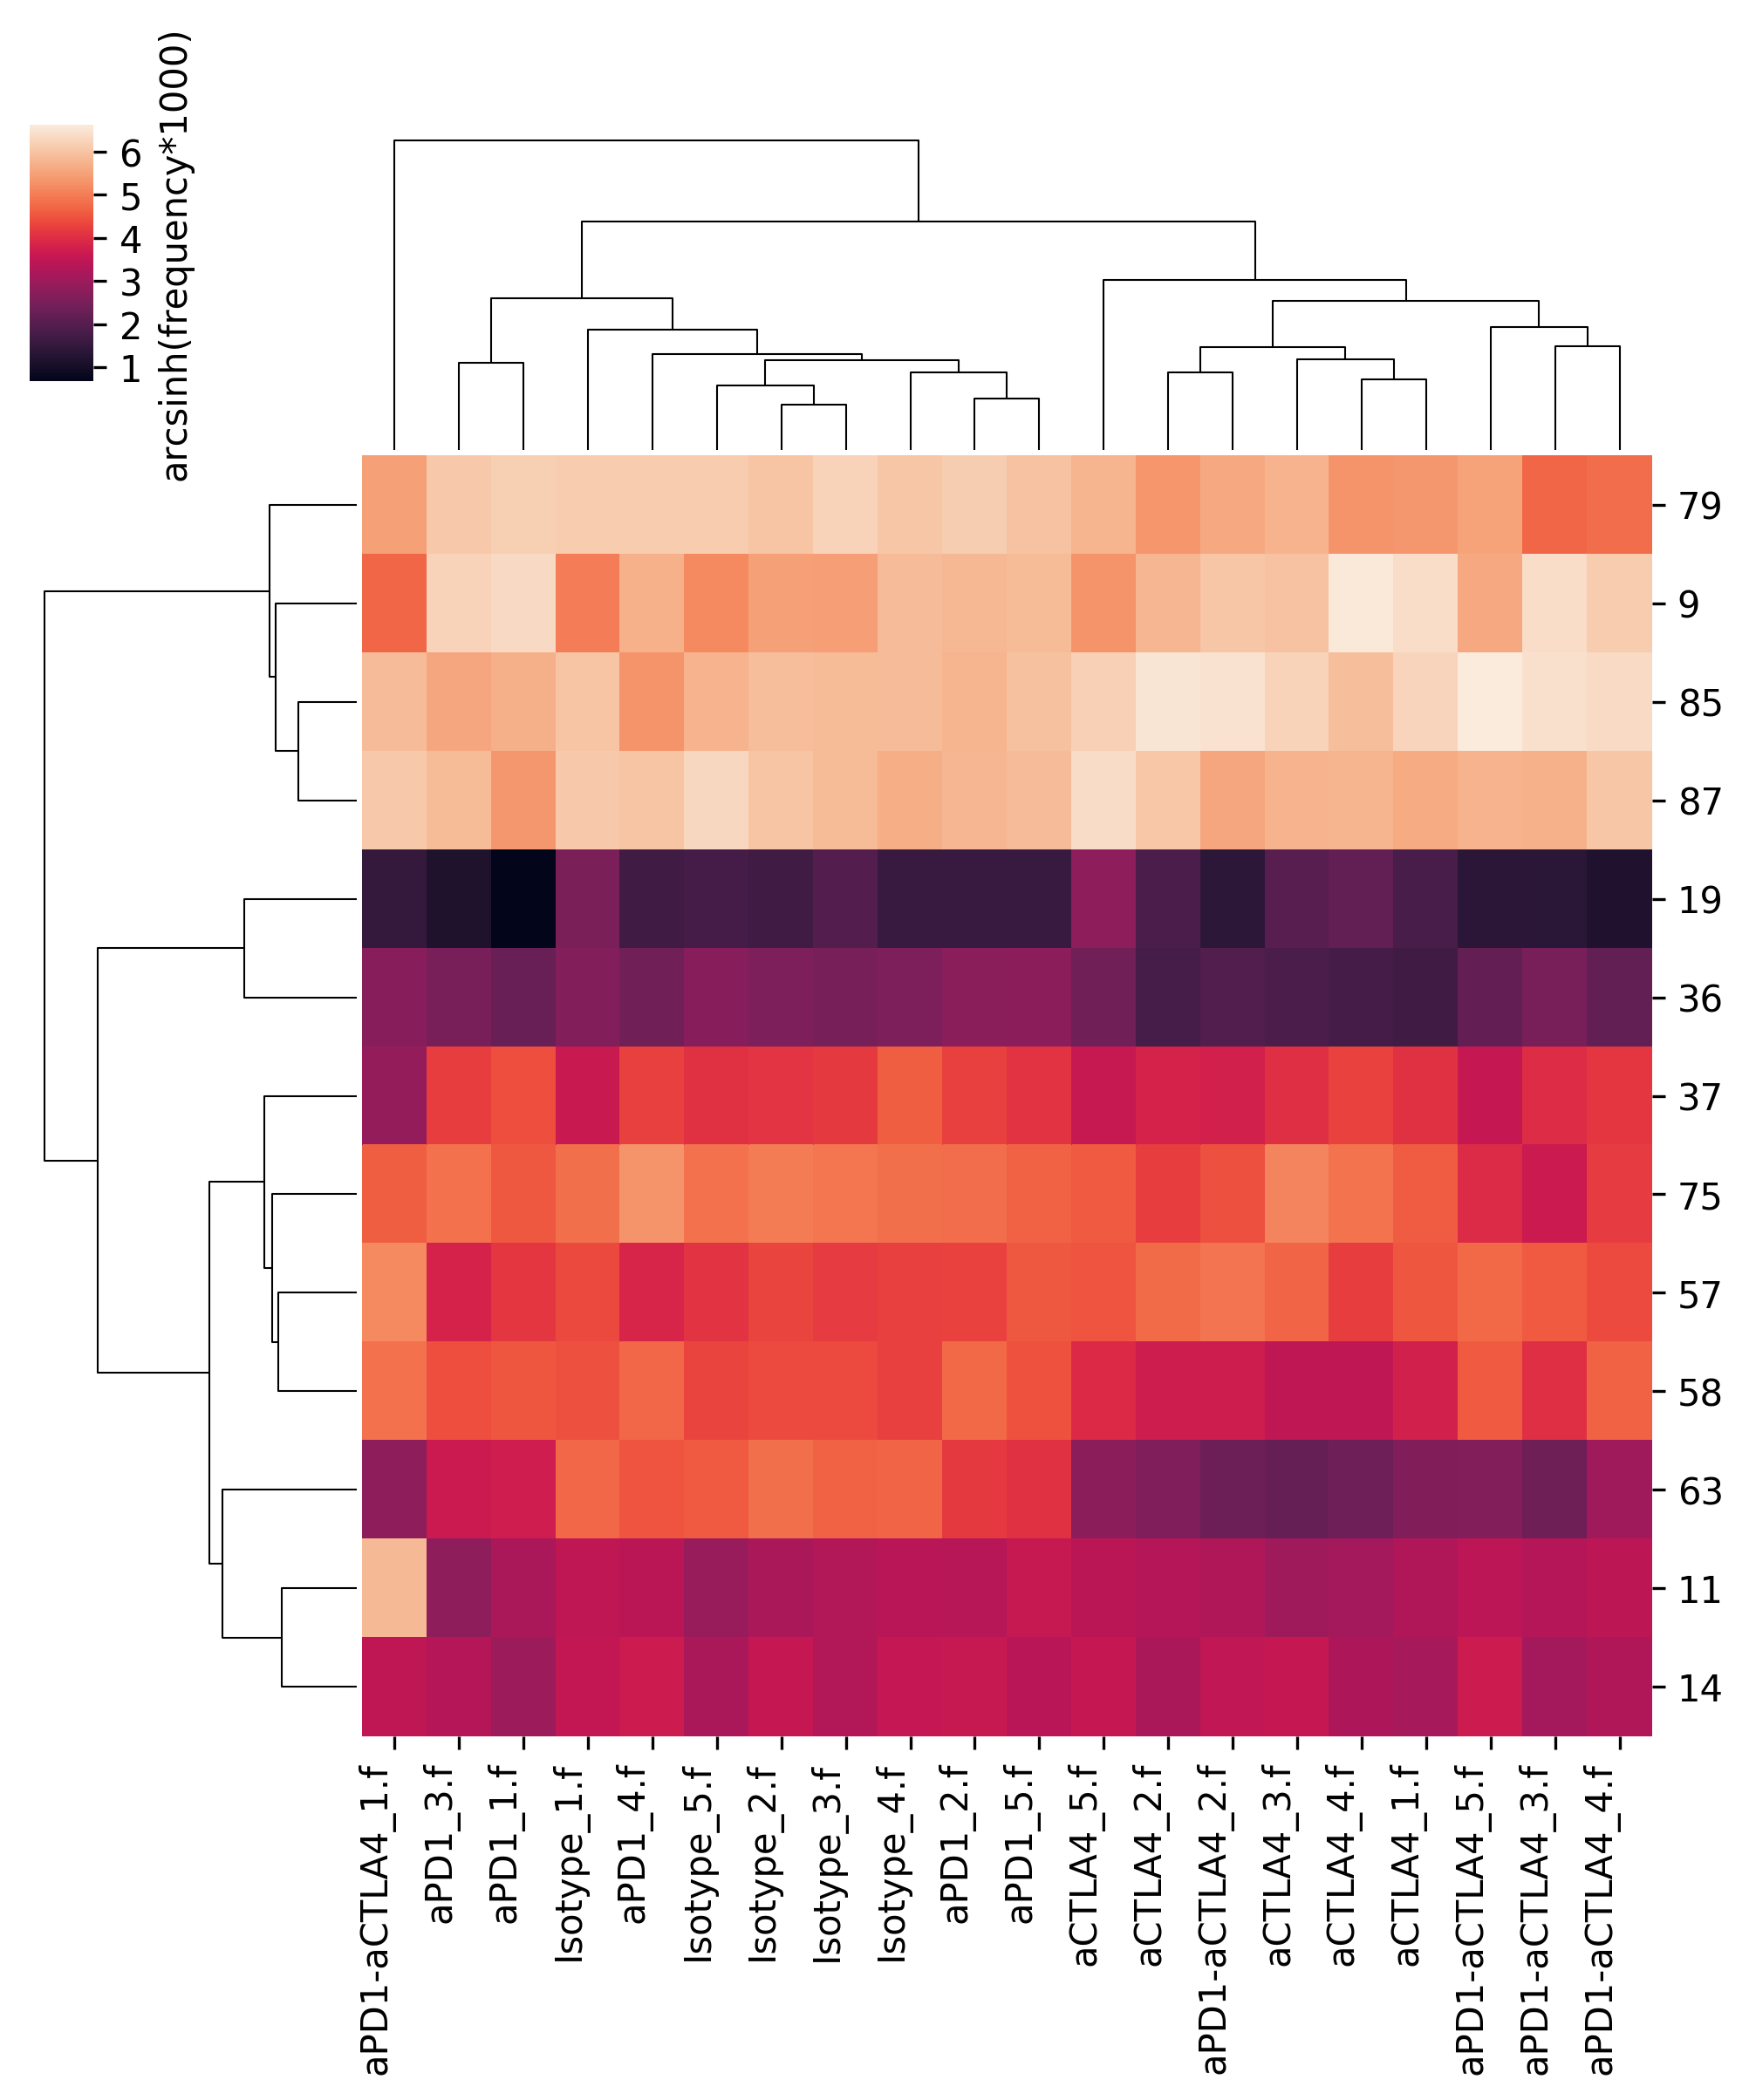 6
5
4
3
2
1
arcsinh(frequency*1000)
79
9
85
87
19
36
37
75
57
58
63
11
14
aPD1-aCTLA4_1.f
aPD1_3.f
aPD1_1.f
Isotype_1.f
aPD1_4.f
Isotype_5.f
Isotype_2.f
Isotype_3.f
Isotype_4.f
aPD1_2.f
aPD1_5.f
aCTLA4_5.f
aCTLA4_2.f
aPD1-aCTLA4_2.f
aCTLA4_3.f
aCTLA4_4.f
aCTLA4_1.f
aPD1-aCTLA4_5.f
aPD1-aCTLA4_3.f
aPD1-aCTLA4_4.f